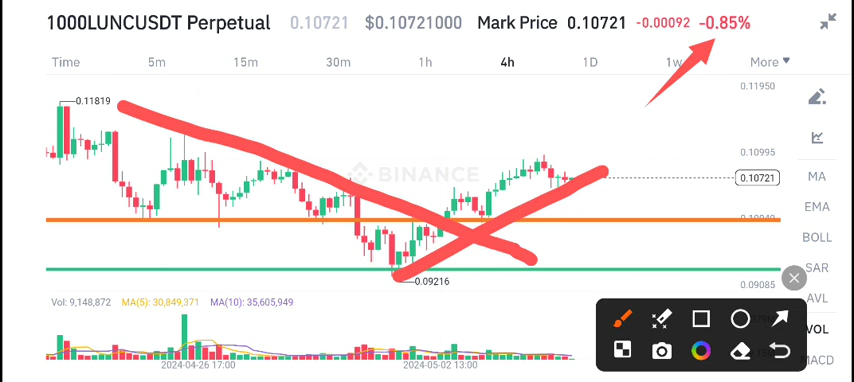 1000LUNCUSDT Perpetual 0.10721 $0.10721000 Mark Price 0.10721 -0.00092 -0.85%
Time 5m 15m 30m 1h 4h 1D 1w More
0.11950
0.11819
0.10995
BINANCE
MA
0.10721
EMA
BOLL
SAR
0.09216
0.09085
AVL
Vol: 9,148,872 MA(5): 30,849,371 MA(10): 35,605,949
VOL
MACD
2024-04-26 17:00 2024-05-02 13:00